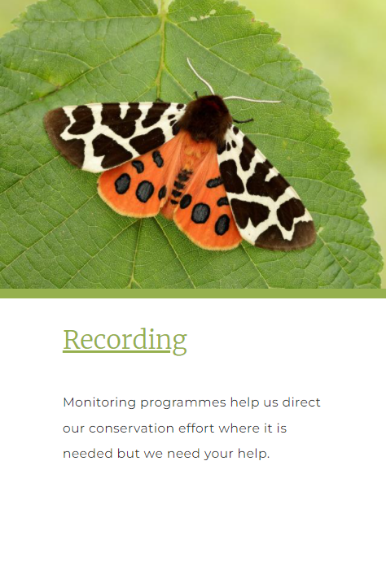 Recording
Monitoring programmes help us direct
our conservation effort where it is
needed but we need your help.